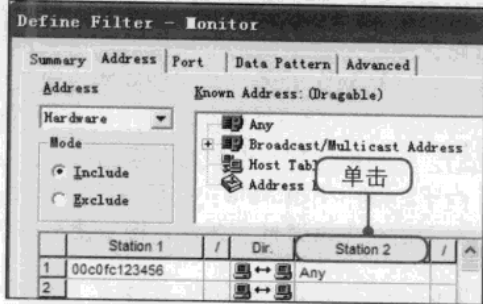 Define Filter - Monitor
Summary Address Port Data Pattern Advanced
Address
Known Address: (Dragable)
Hardware
Any
Mode
Broadcast/Multicast Address
Include
Host
Exclude
Address
单击
Station 1 / Dir. Station 2 /
1 00c0fc123456 Any
2